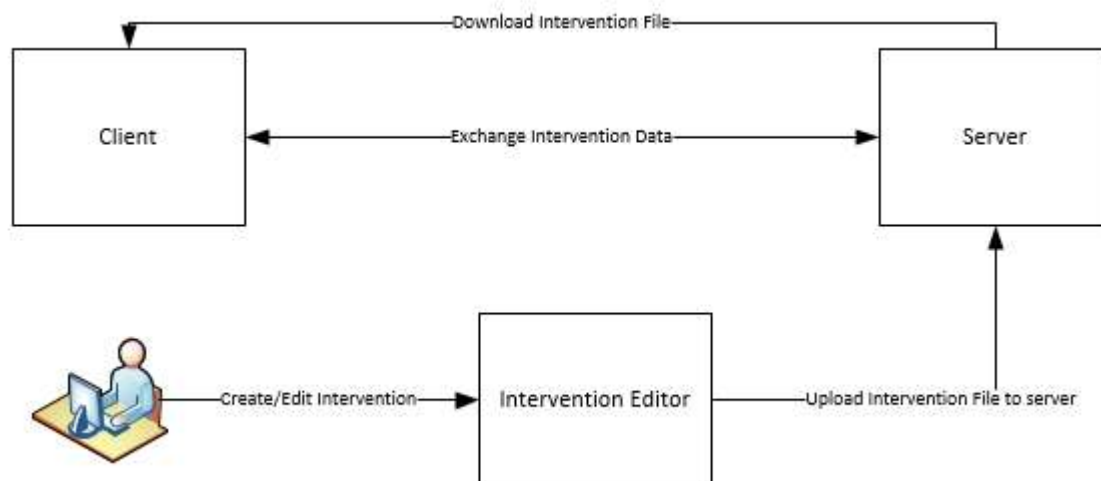 Download Intervention File
Client
Exchange Intervention Data
Server
Create/Edit Intervention
Intervention Editor
Upload Intervention File to server